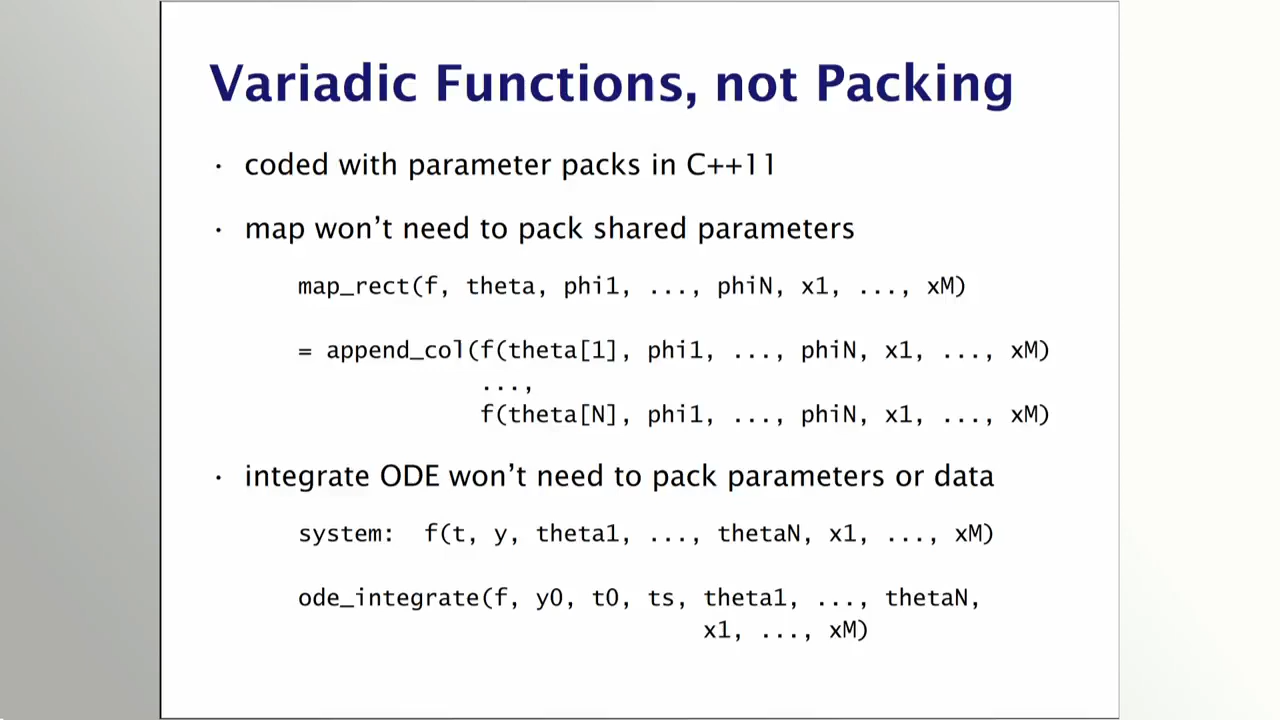 Variadic Functions, not Packing
· coded with parameter packs in C++11
· map won't need to pack shared parameters
map_rect(f, theta, phi1, ..., phiN, x1, ..., xM)
= append_col(f(theta[1], phi1, ..., phiN, x1, ..., xM)
...,
f(theta[N], phi1, ..., phiN, x1, ..., xM)
· integrate ODE won't need to pack parameters or data
system: f(t, y, theta1, ..., thetaN, x1, ..., xM)
ode_integrate(f, y0, t0, ts, theta1, ..., thetaN,
x1, ..., xM)